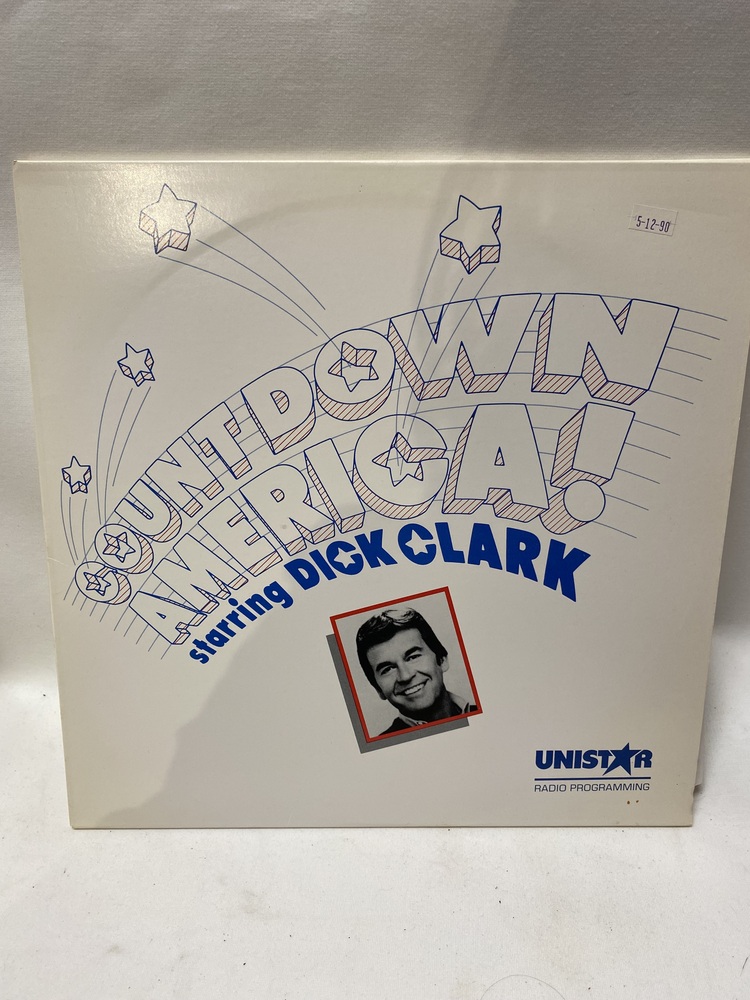 5-12-90
COUNTDOWN
AMERICA!
starring DICK CLARK
UNISTAR
RADIO PROGRAMMING